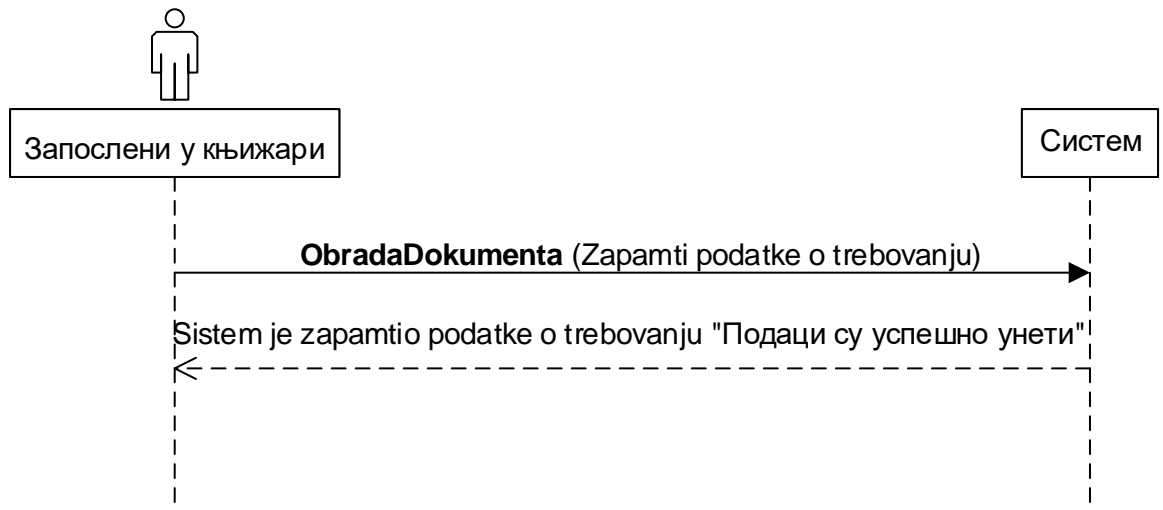 Запослени у књижари
Систем
ObradaDokumenta (Zapamti podatke o trebovanju)
Sistem je zapamtio podatke o trebovanju "Подаци су успешно унети"